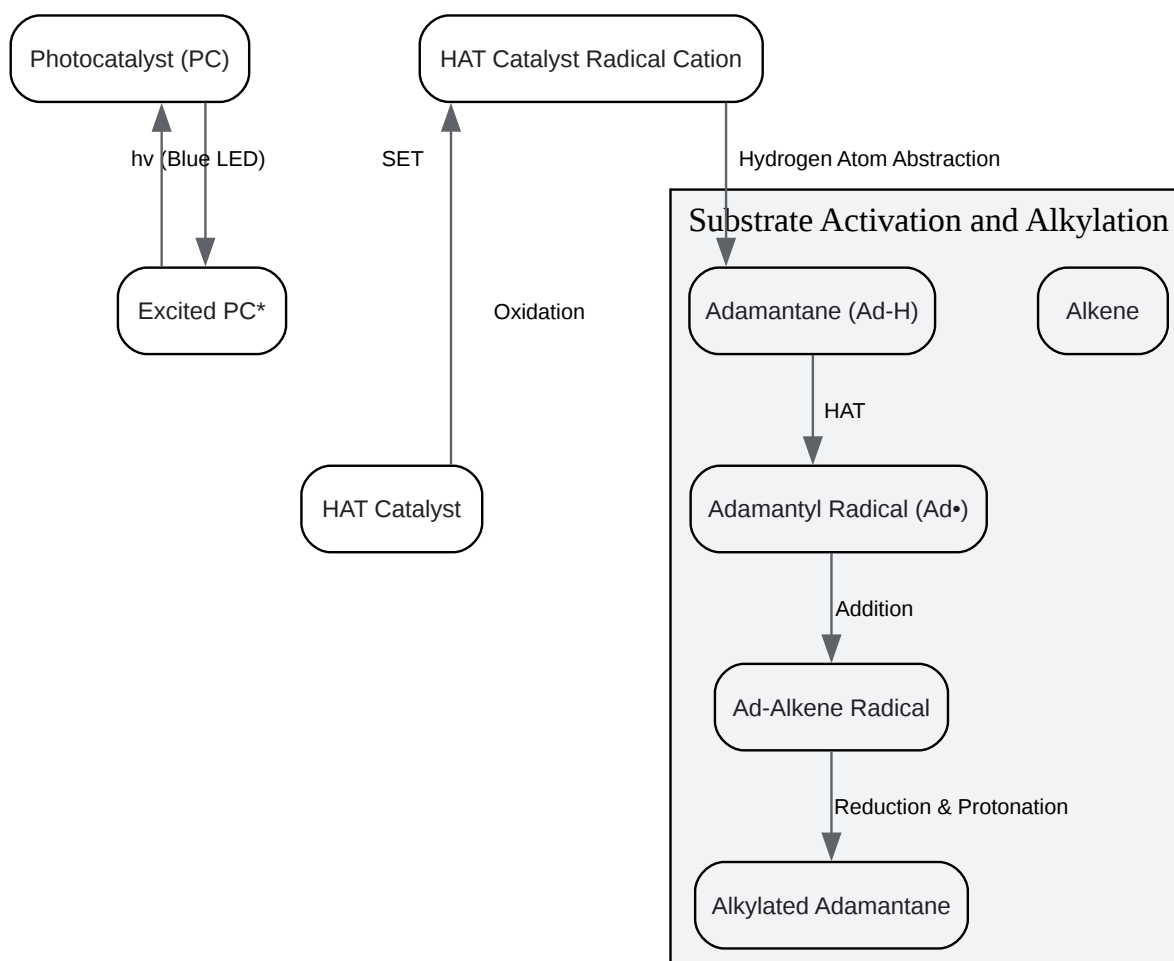 Photocatalyst (PC)
HAT Catalyst Radical Cation
hv (Blue LED)
SET
Hydrogen Atom Abstraction
Substrate Activation and Alkylation
Excited PC*
Oxidation
Adamantane (Ad-H)
Alkene
HAT
HAT Catalyst
Adamantyl Radical (Ad•)
Addition
Ad-Alkene Radical
Reduction & Protonation
Alkylated Adamantane